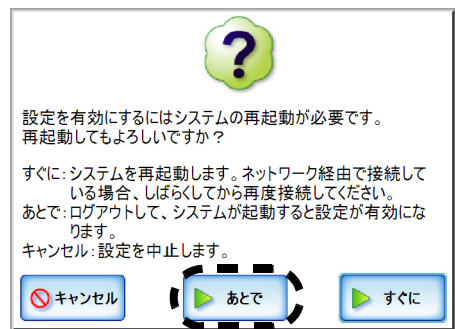 設定を有効にするにはシステムの再起動が必要です。
再起動してもよろしいですか？
すぐに：システムを再起動します。ネットワーク経由で接続して
いる場合、しばらくしてから再度接続してください。
あとで：ログアウトして、システムが起動すると設定が有効にな
ります。
キャンセル：設定を中止します。
キャンセル あとで すぐに